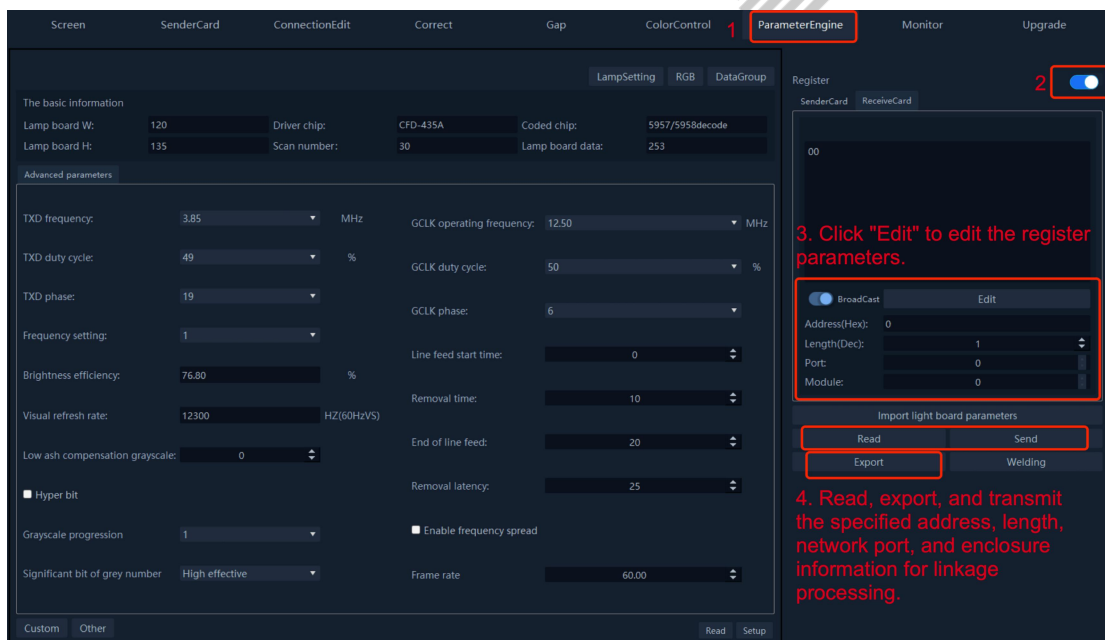 Screen SenderCard ConnectionEdit Correct Gap ColorControl 1 ParameterEngine Monitor Upgrade
LampSetting RGB DataGroup
The basic information
Lamp board W: 120 Driver chip: CFD-435A Coded chip: 5957/5958decode
Lamp board H: 135 Scan number: 30 Lamp board data: 253
Advanced parameters
TXD frequency: 3.85 MHz
GCLK operating frequency: 12.50 MHz
TXD duty cycle: 49 %
GCLK duty cycle: 50 %
TXD phase: 19
GCLK phase: 6
Frequency setting: 1
Line feed start time: 0
Brightness efficiency: 76.80 %
Removal time: 10
Visual refresh rate: 12300 HZ(60HzVS)
End of line feed: 20
Low ash compensation grayscale: 0
Removal latency: 25
Hyper bit
Enable frequency spread
Grayscale progression 1
Significant bit of grey number High effective
Frame rate 60.00
Custom Other Read Setup
Register 2
SenderCard ReceiveCard
00
3. Click "Edit" to edit the register
parameters.
BroadCast Edit
Address(Hex): 0
Length(Dec): 1
Port: 0
Module: 0
Import light board parameters
Read Send
Export Welding
4. Read, export, and transmit
the specified address, length,
network port, and enclosure
information for linkage
processing.